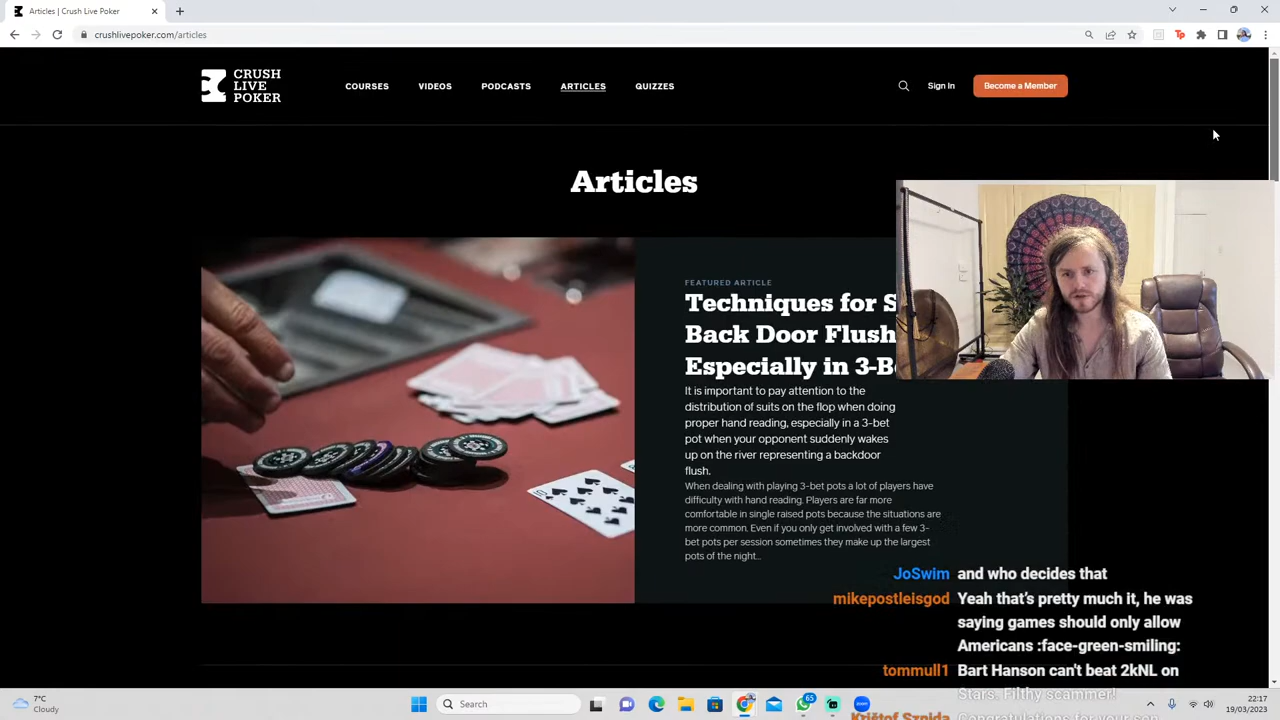 Articles | Crush Live Poker
crushlivepoker.com/articles
CRUSH
LIVE
POKER
COURSES
VIDEOS
PODCASTS
ARTICLES
QUIZZES
Sign In
Become a Member
Articles
FEATURED ARTICLE
Techniques for
Back Door Flush
Especially in
It is important to pay attention to the
distribution of suits on the flop when doing
proper hand reading, especially in a 3-bet
pot when your opponent suddenly wakes
up on the river representing a backdoor
flush.
When dealing with playing 3-bet pots a lot of players have
difficulty with hand reading. Players are far more
comfortable in single raised pots because the situations are
more common. Even if you only get involved with a few 3-
bet pots per session sometimes they make up the largest
pots of the night...
JoSwim and who decides that
mikepostleisgod Yeah that's pretty much it, he was
saying games should only allow
Americans :face-green-smiling:
tommull1 Bart Hanson can't beat 2kNL on
Stars. Filthy scammer!
7°C
Cloudy
Search
65
22:17
19/03/2023